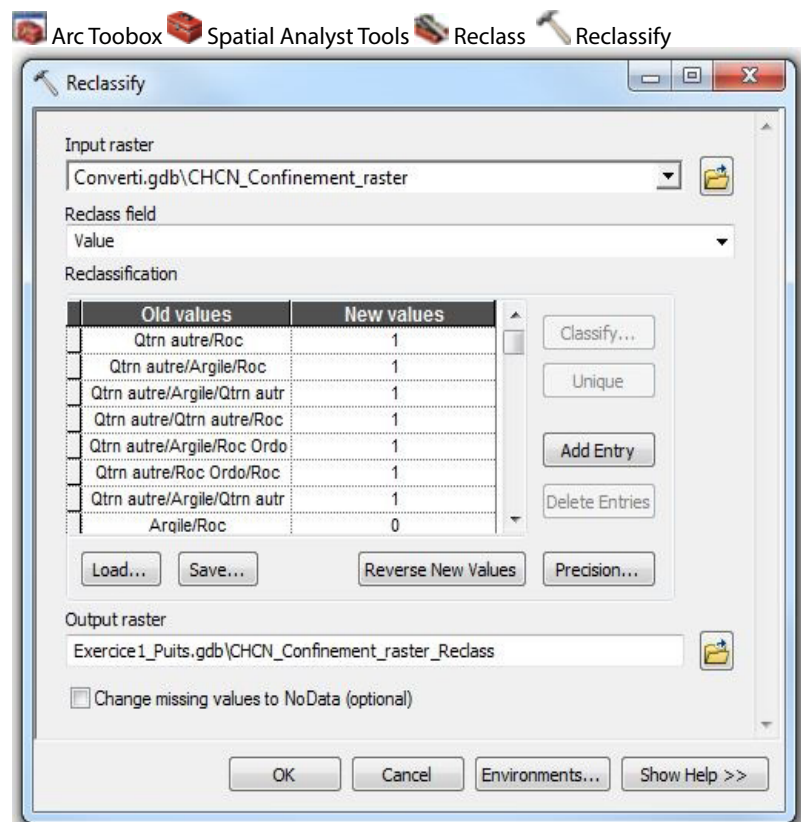 Arc Toobox Spatial Analyst Tools Reclass Reclassify
Reclassify
Input raster
Converti.gdb\CHCN_Confinement_raster
Reclass field
Value
Reclassification
Old values New values
Qtrn autre/Roc 1
Qtrn autre/Argile/Roc 1
Qtrn autre/Argile/Qtrn autr 1
Qtrn autre/Qtrn autre/Roc 1
Qtrn autre/Argile/Roc Ordo 1
Qtrn autre/Roc Ordo/Roc 1
Qtrn autre/Argile/Qtrn autr 1
Argile/Roc 0
Classify...
Unique
Add Entry
Delete Entries
Load... Save... Reverse New Values Precision...
Output raster
Exercice1_Puits.gdb\CHCN_Confinement_raster_Reclass
Change missing values to NoData (optional)
OK Cancel Environments... Show Help >>